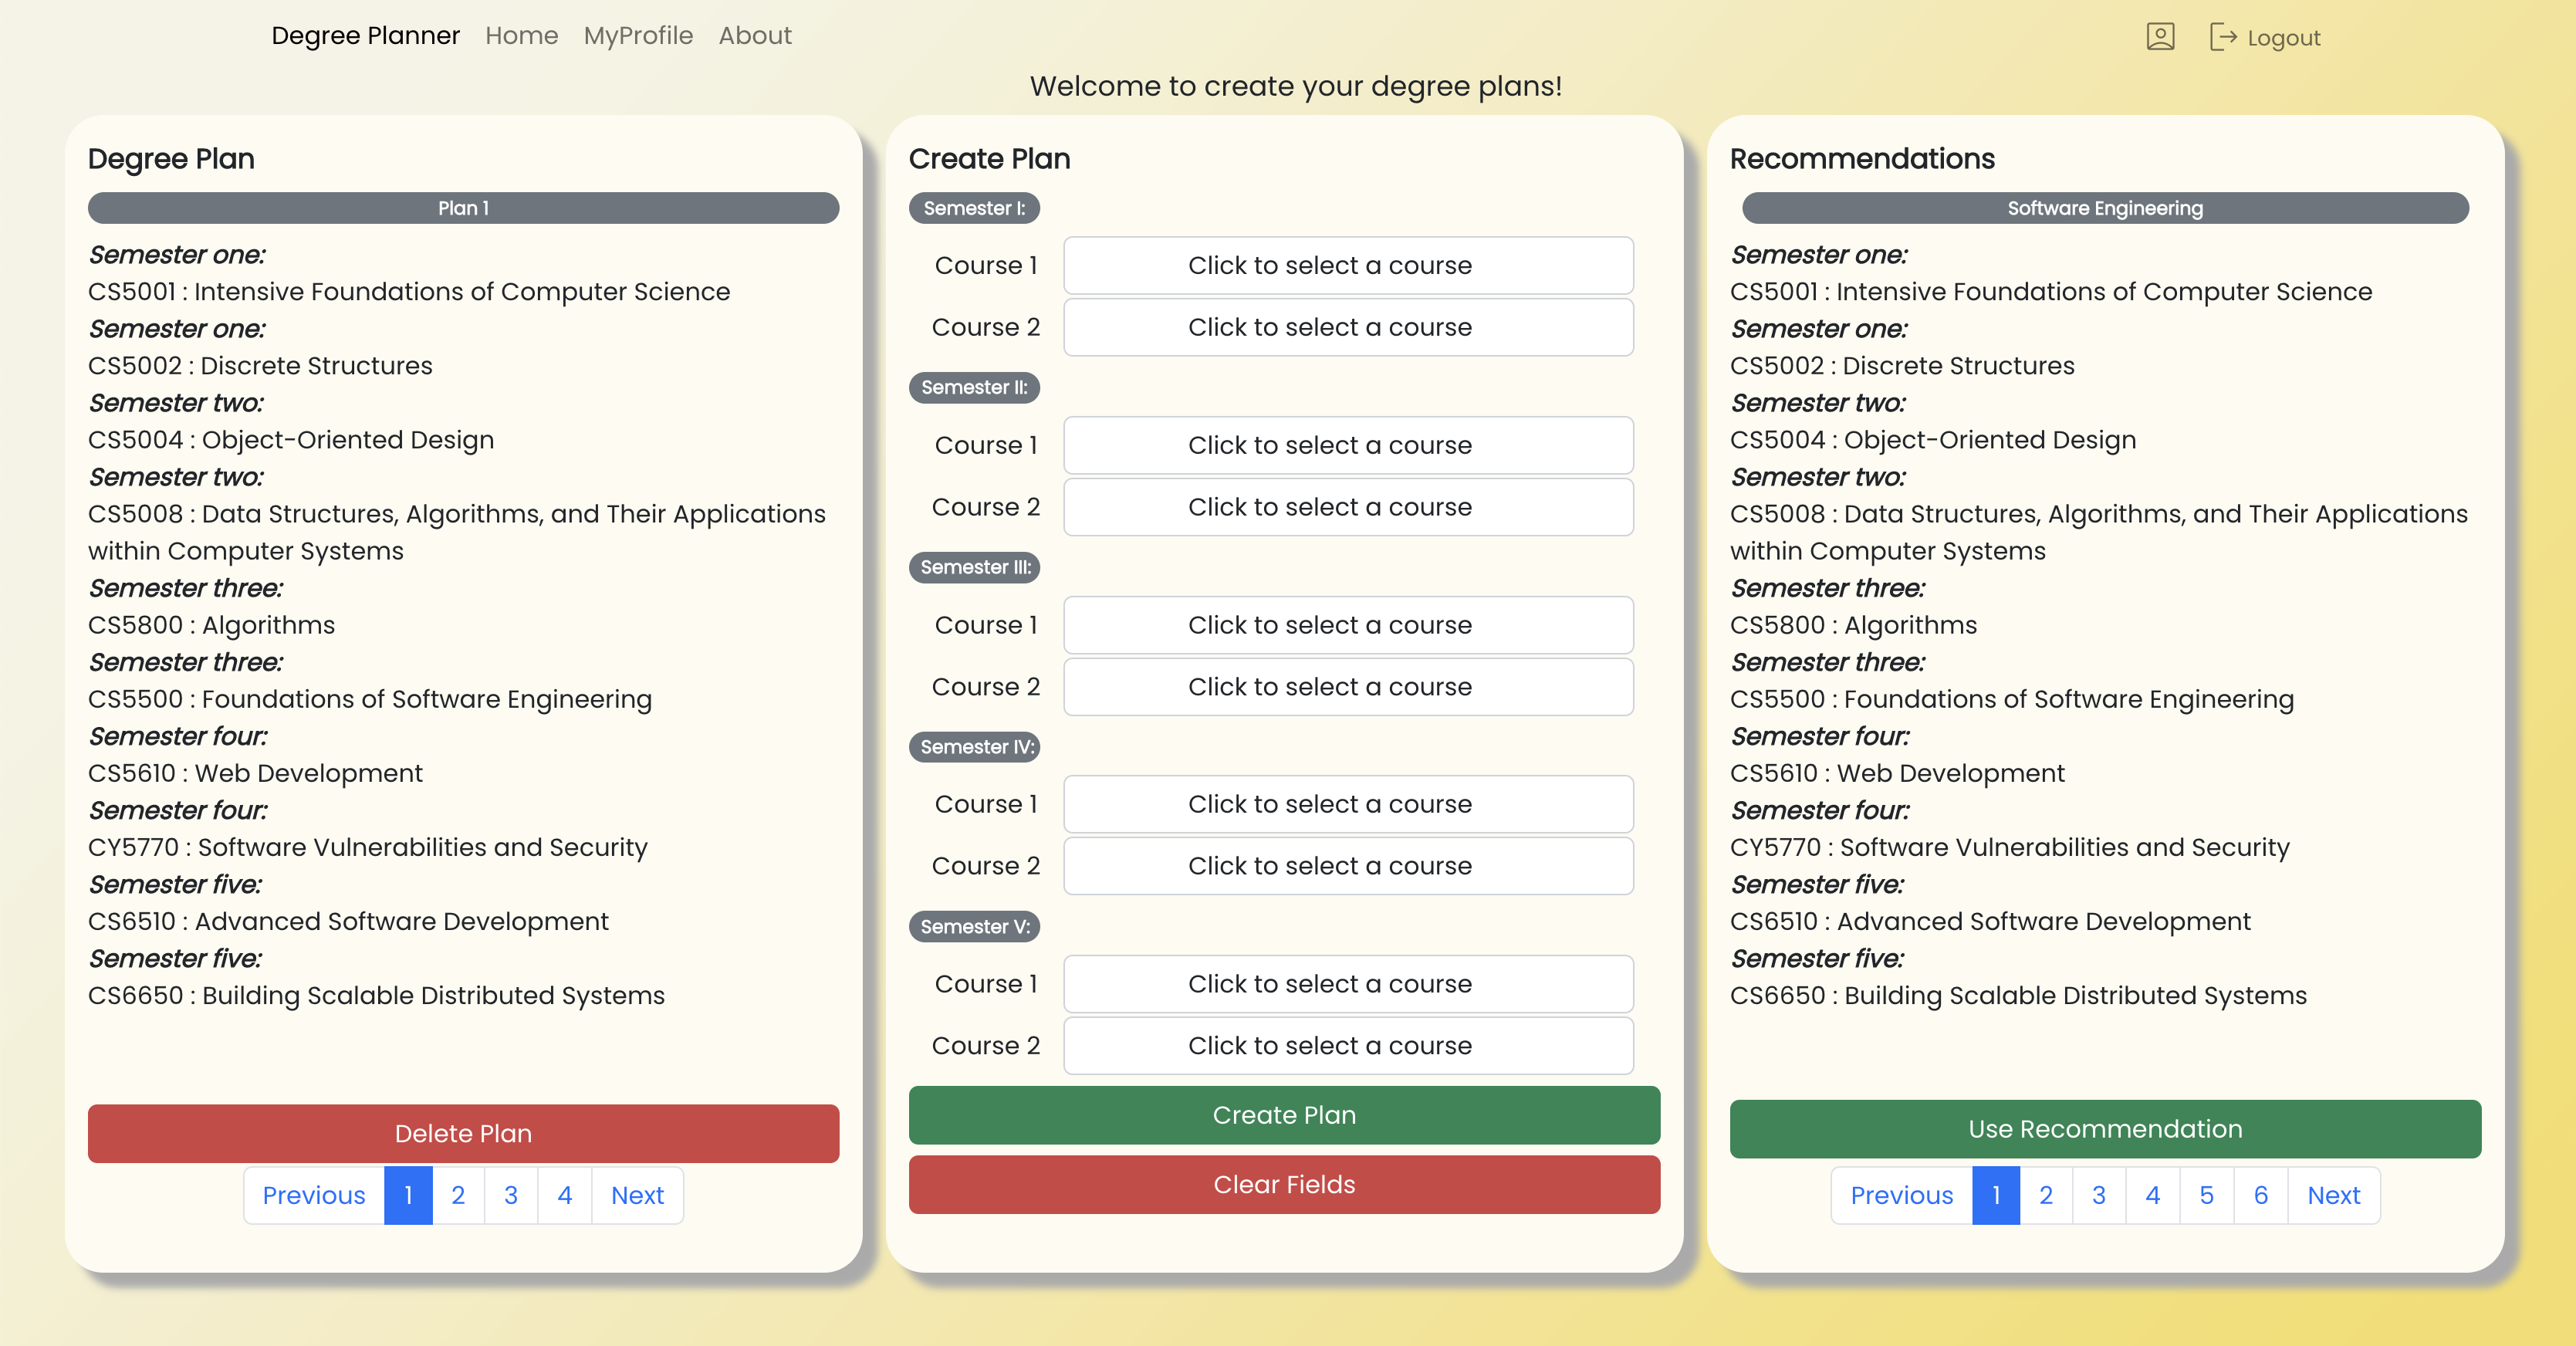 Degree Planner Home MyProfile About Logout
Welcome to create your degree plans!
Degree Plan
Plan 1
Semester one:
CS5001 : Intensive Foundations of Computer Science
Semester one:
CS5002 : Discrete Structures
Semester two:
CS5004 : Object-Oriented Design
Semester two:
CS5008 : Data Structures, Algorithms, and Their Applications
within Computer Systems
Semester three:
CS5800 : Algorithms
Semester three:
CS5500 : Foundations of Software Engineering
Semester four:
CS5610 : Web Development
Semester four:
CY5770 : Software Vulnerabilities and Security
Semester five:
CS6510 : Advanced Software Development
Semester five:
CS6650 : Building Scalable Distributed Systems
Delete Plan
Previous 1 2 3 4 Next
Create Plan
Semester I:
Course 1 Click to select a course
Course 2 Click to select a course
Semester II:
Course 1 Click to select a course
Course 2 Click to select a course
Semester III:
Course 1 Click to select a course
Course 2 Click to select a course
Semester IV:
Course 1 Click to select a course
Course 2 Click to select a course
Semester V:
Course 1 Click to select a course
Course 2 Click to select a course
Create Plan
Clear Fields
Recommendations
Software Engineering
Semester one:
CS5001 : Intensive Foundations of Computer Science
Semester one:
CS5002 : Discrete Structures
Semester two:
CS5004 : Object-Oriented Design
Semester two:
CS5008 : Data Structures, Algorithms, and Their Applications
within Computer Systems
Semester three:
CS5800 : Algorithms
Semester three:
CS5500 : Foundations of Software Engineering
Semester four:
CS5610 : Web Development
Semester four:
CY5770 : Software Vulnerabilities and Security
Semester five:
CS6510 : Advanced Software Development
Semester five:
CS6650 : Building Scalable Distributed Systems
Use Recommendation
Previous 1 2 3 4 5 6 Next